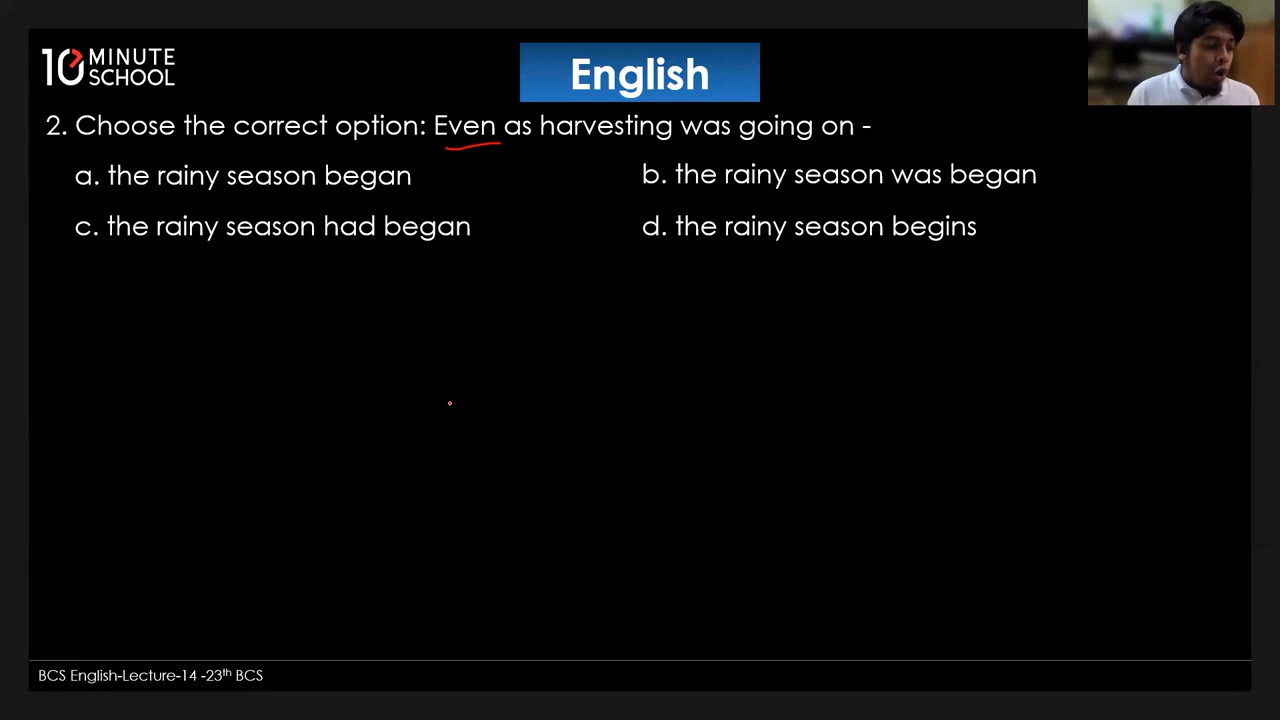 10 MINUTE SCHOOL
English
2. Choose the correct option: Even as harvesting was going on -
a. the rainy season began
b. the rainy season was began
c. the rainy season had began
d. the rainy season begins
BCS English-Lecture-14 -23th BCS